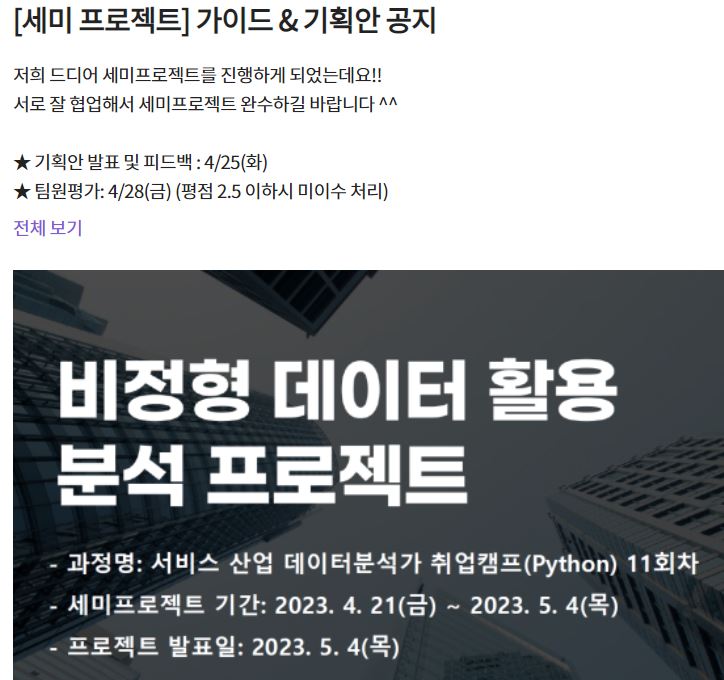 [세미 프로젝트] 가이드 & 기획안 공지
저희 드디어 세미프로젝트를 진행하게 되었는데요!!
서로 잘 협업해서 세미프로젝트 완수하길 바랍니다 ^^
★ 기획안 발표 및 피드백 : 4/25(화)
★ 팀원평가: 4/28(금) (평점 2.5 이하시 미이수 처리)
전체 보기
비정형 데이터 활용
분석 프로젝트
- 과정명: 서비스 산업 데이터분석가 취업캠프(Python) 11회차
- 세미프로젝트 기간: 2023. 4. 21(금) ~ 2023. 5. 4(목)
- 프로젝트 발표일: 2023. 5. 4(목)